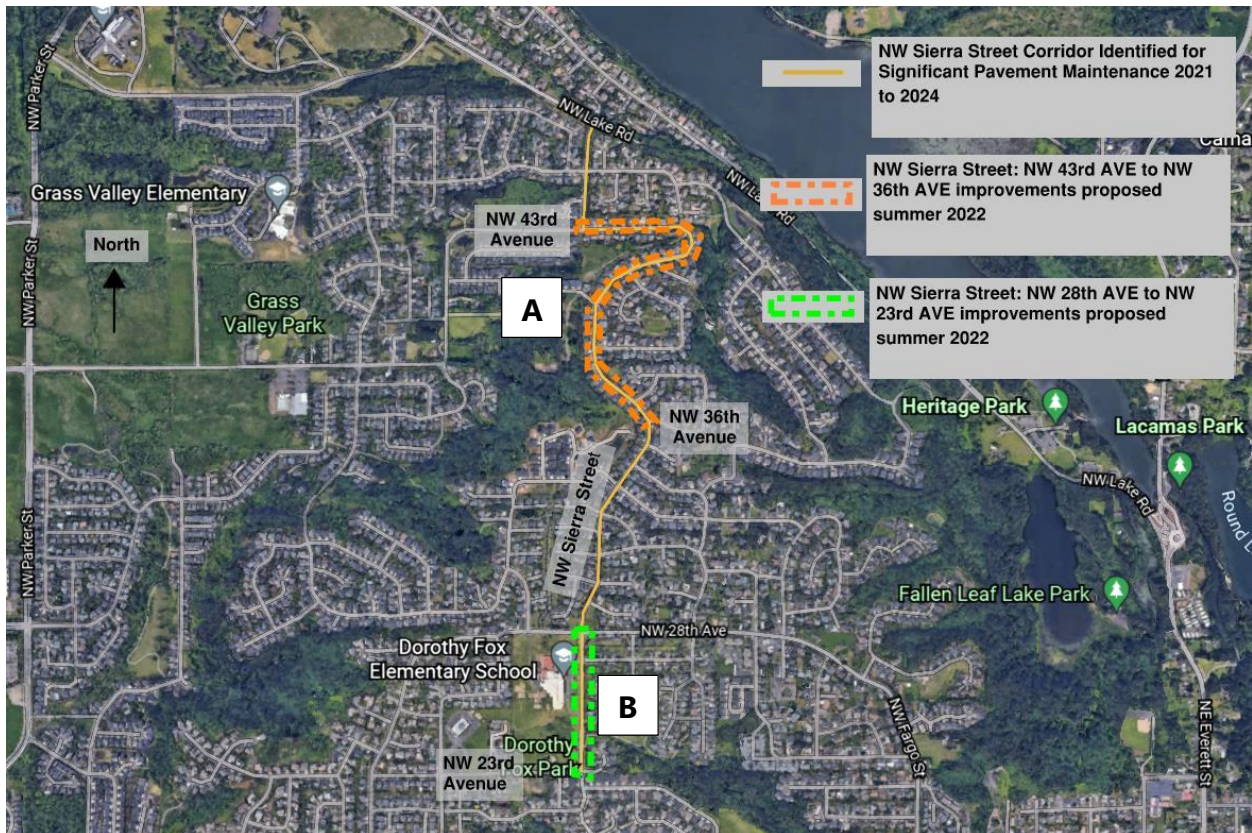 NW Sierra Street Corridor Identified for
Significant Pavement Maintenance 2021
to 2024
NW Sierra Street: NW 43rd AVE to NW
36th AVE improvements proposed
summer 2022
NW Sierra Street: NW 28th AVE to NW
23rd AVE improvements proposed
summer 2022
NW Parker St
NW Lake Rd
Cama
Grass Valley Elementary
NW Lake Rd
NW 43rd
Avenue
North
NW Parker St
Grass
Valley Park
A
NW 36th
Avenue
Heritage Park
Lacamas Park
NW Lake Rd
Round L
NW Sierra Street
NW Parker St
Fallen Leaf Lake Park
NW 28th Ave
Dorothy Fox
Elementary School
B
NW Fargo St
NE Everett St
Dorothy
Fox Park
NW 23rd
Avenue